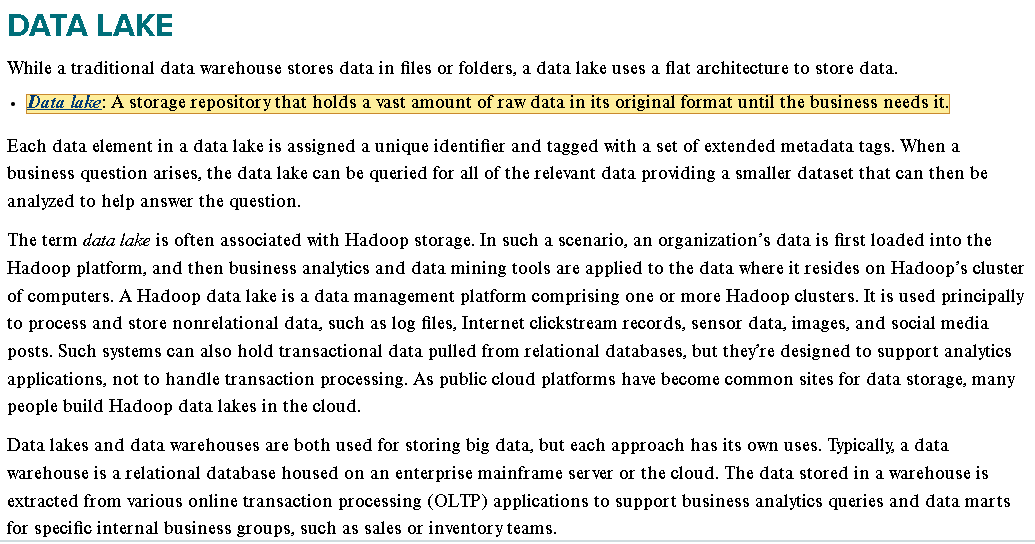 DATA LAKE
While a traditional data warehouse stores data in files or folders, a data lake uses a flat architecture to store data.
• Data lake: A storage repository that holds a vast amount of raw data in its original format until the business needs it.
Each data element in a data lake is assigned a unique identifier and tagged with a set of extended metadata tags. When a
business question arises, the data lake can be queried for all of the relevant data providing a smaller dataset that can then be
analyzed to help answer the question.
The term data lake is often associated with Hadoop storage. In such a scenario, an organization’s data is first loaded into the
Hadoop platform, and then business analytics and data mining tools are applied to the data where it resides on Hadoop’s cluster
of computers. A Hadoop data lake is a data management platform comprising one or more Hadoop clusters. It is used principally
to process and store nonrelational data, such as log files, Internet clickstream records, sensor data, images, and social media
posts. Such systems can also hold transactional data pulled from relational databases, but they’re designed to support analytics
applications, not to handle transaction processing. As public cloud platforms have become common sites for data storage, many
people build Hadoop data lakes in the cloud.
Data lakes and data warehouses are both used for storing big data, but each approach has its own uses. Typically, a data
warehouse is a relational database housed on an enterprise mainframe server or the cloud. The data stored in a warehouse is
extracted from various online transaction processing (OLTP) applications to support business analytics queries and data marts
for specific internal business groups, such as sales or inventory teams.